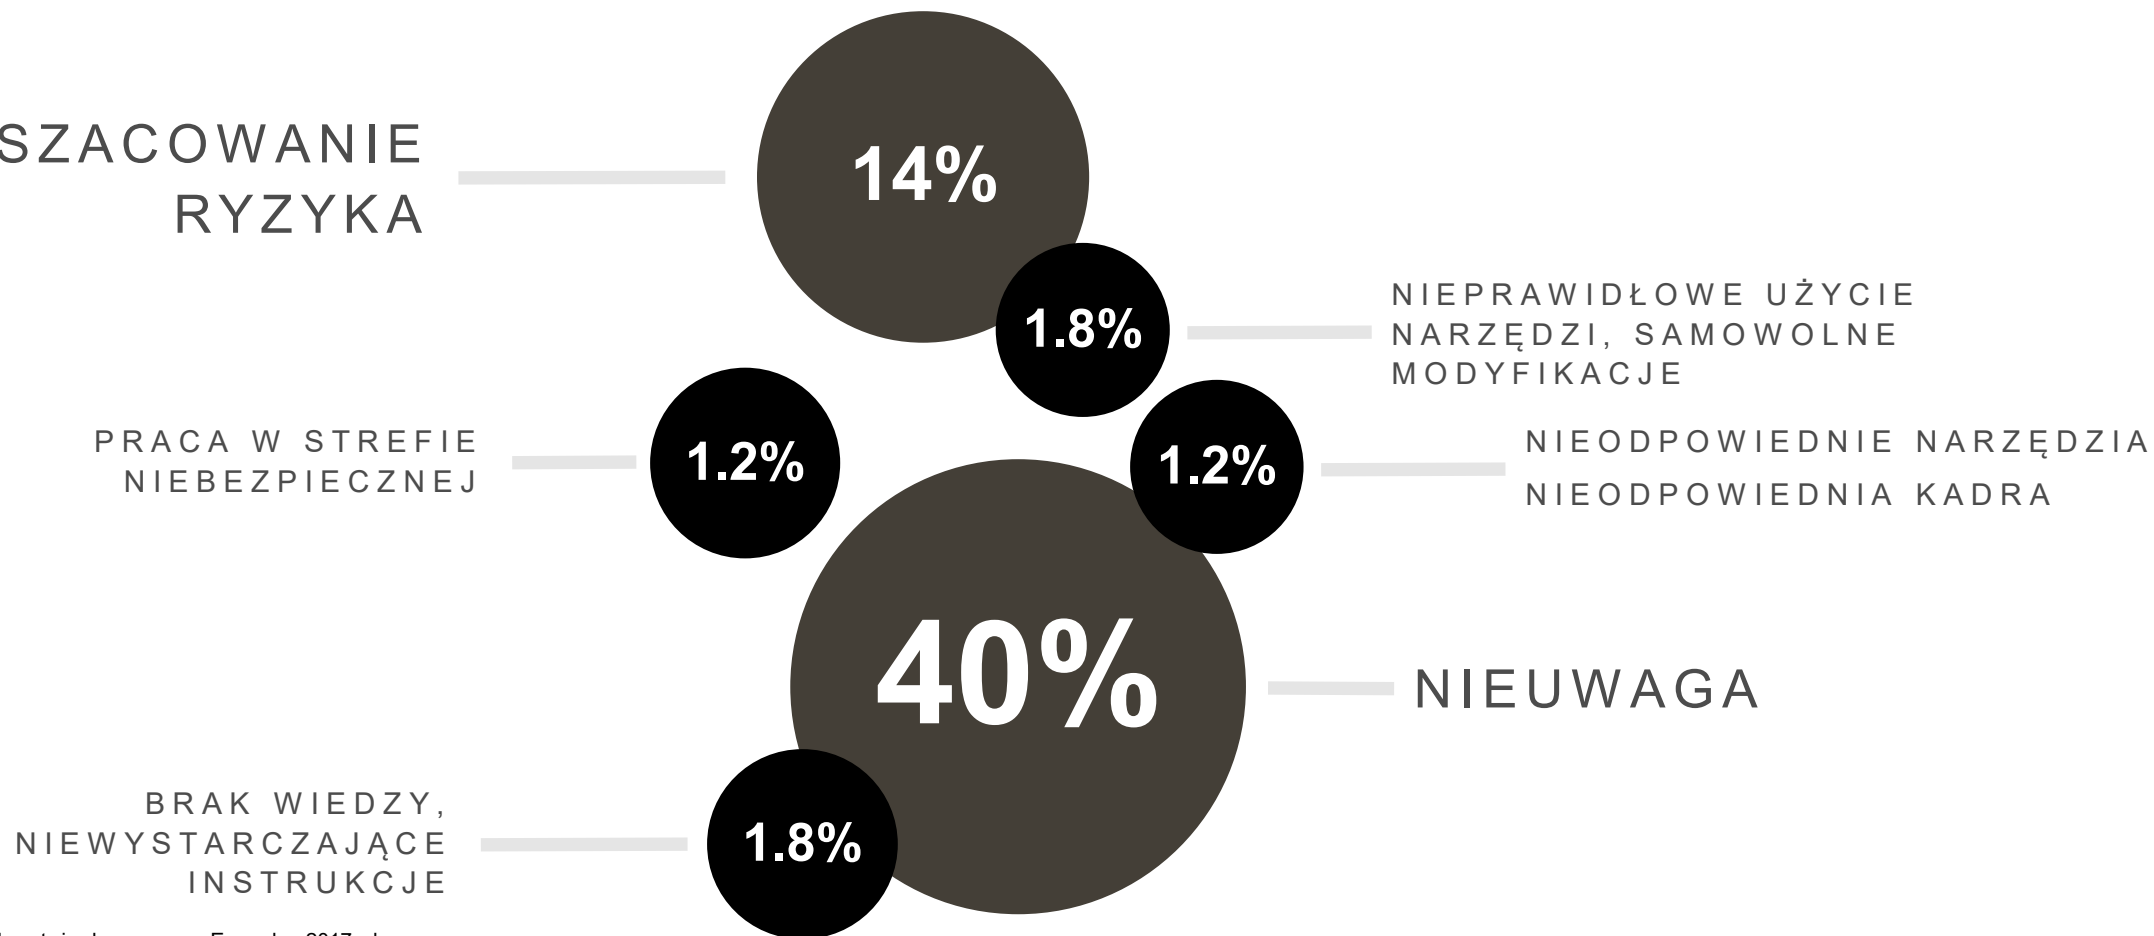 SZACOWANIE
RYZYKA
14%
1.8%
NIEPRAWIDŁOWE UŻYCIE
NARZĘDZI, SAMOWOLNE
MODYFIKACJE
PRACA W STREFIE
NIEBEZPIECZNEJ
1.2%
1.2%
NIEODPOWIEDNIE NARZĘDZIA
NIEODPOWIEDNIA KADRA
40%
NIEUWAGA
BRAK WIEDZY,
NIEWYSTARCZAJĄCE
INSTRUKCJE
1.8%